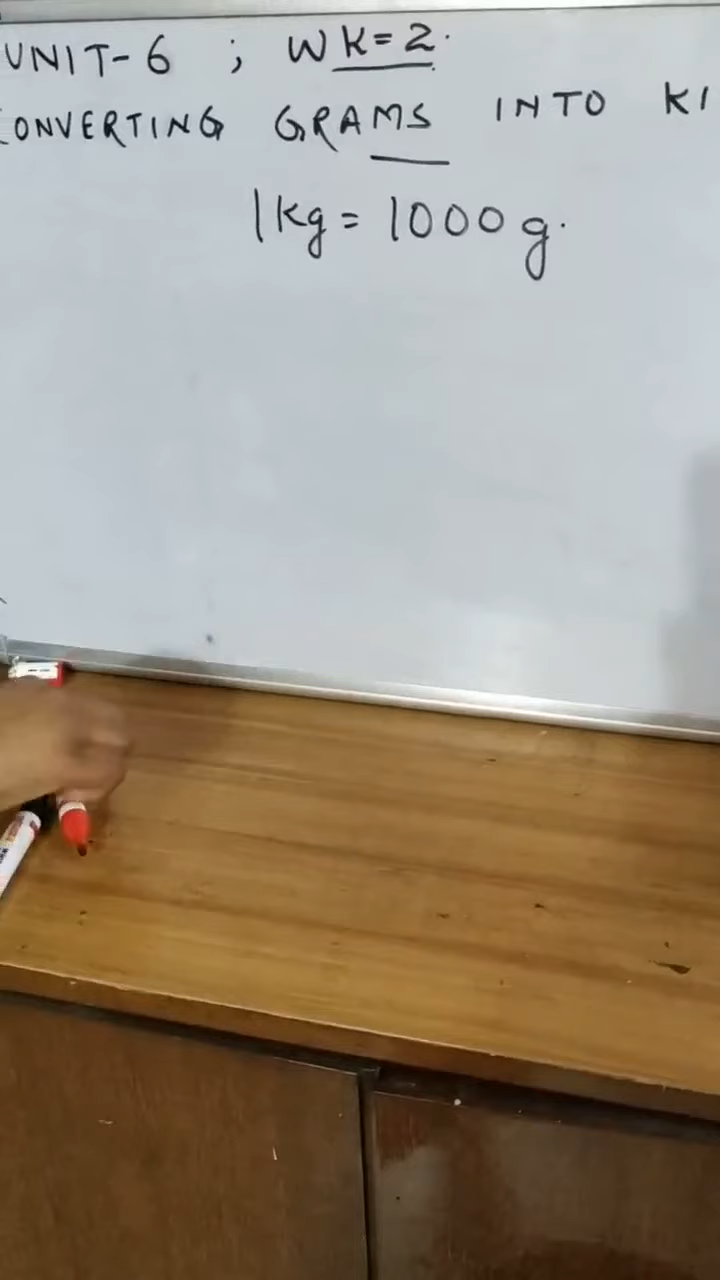 UNIT-6 ; WK=2.
ONVERTING GRAMS INTO KI
1kg = 1000 g.